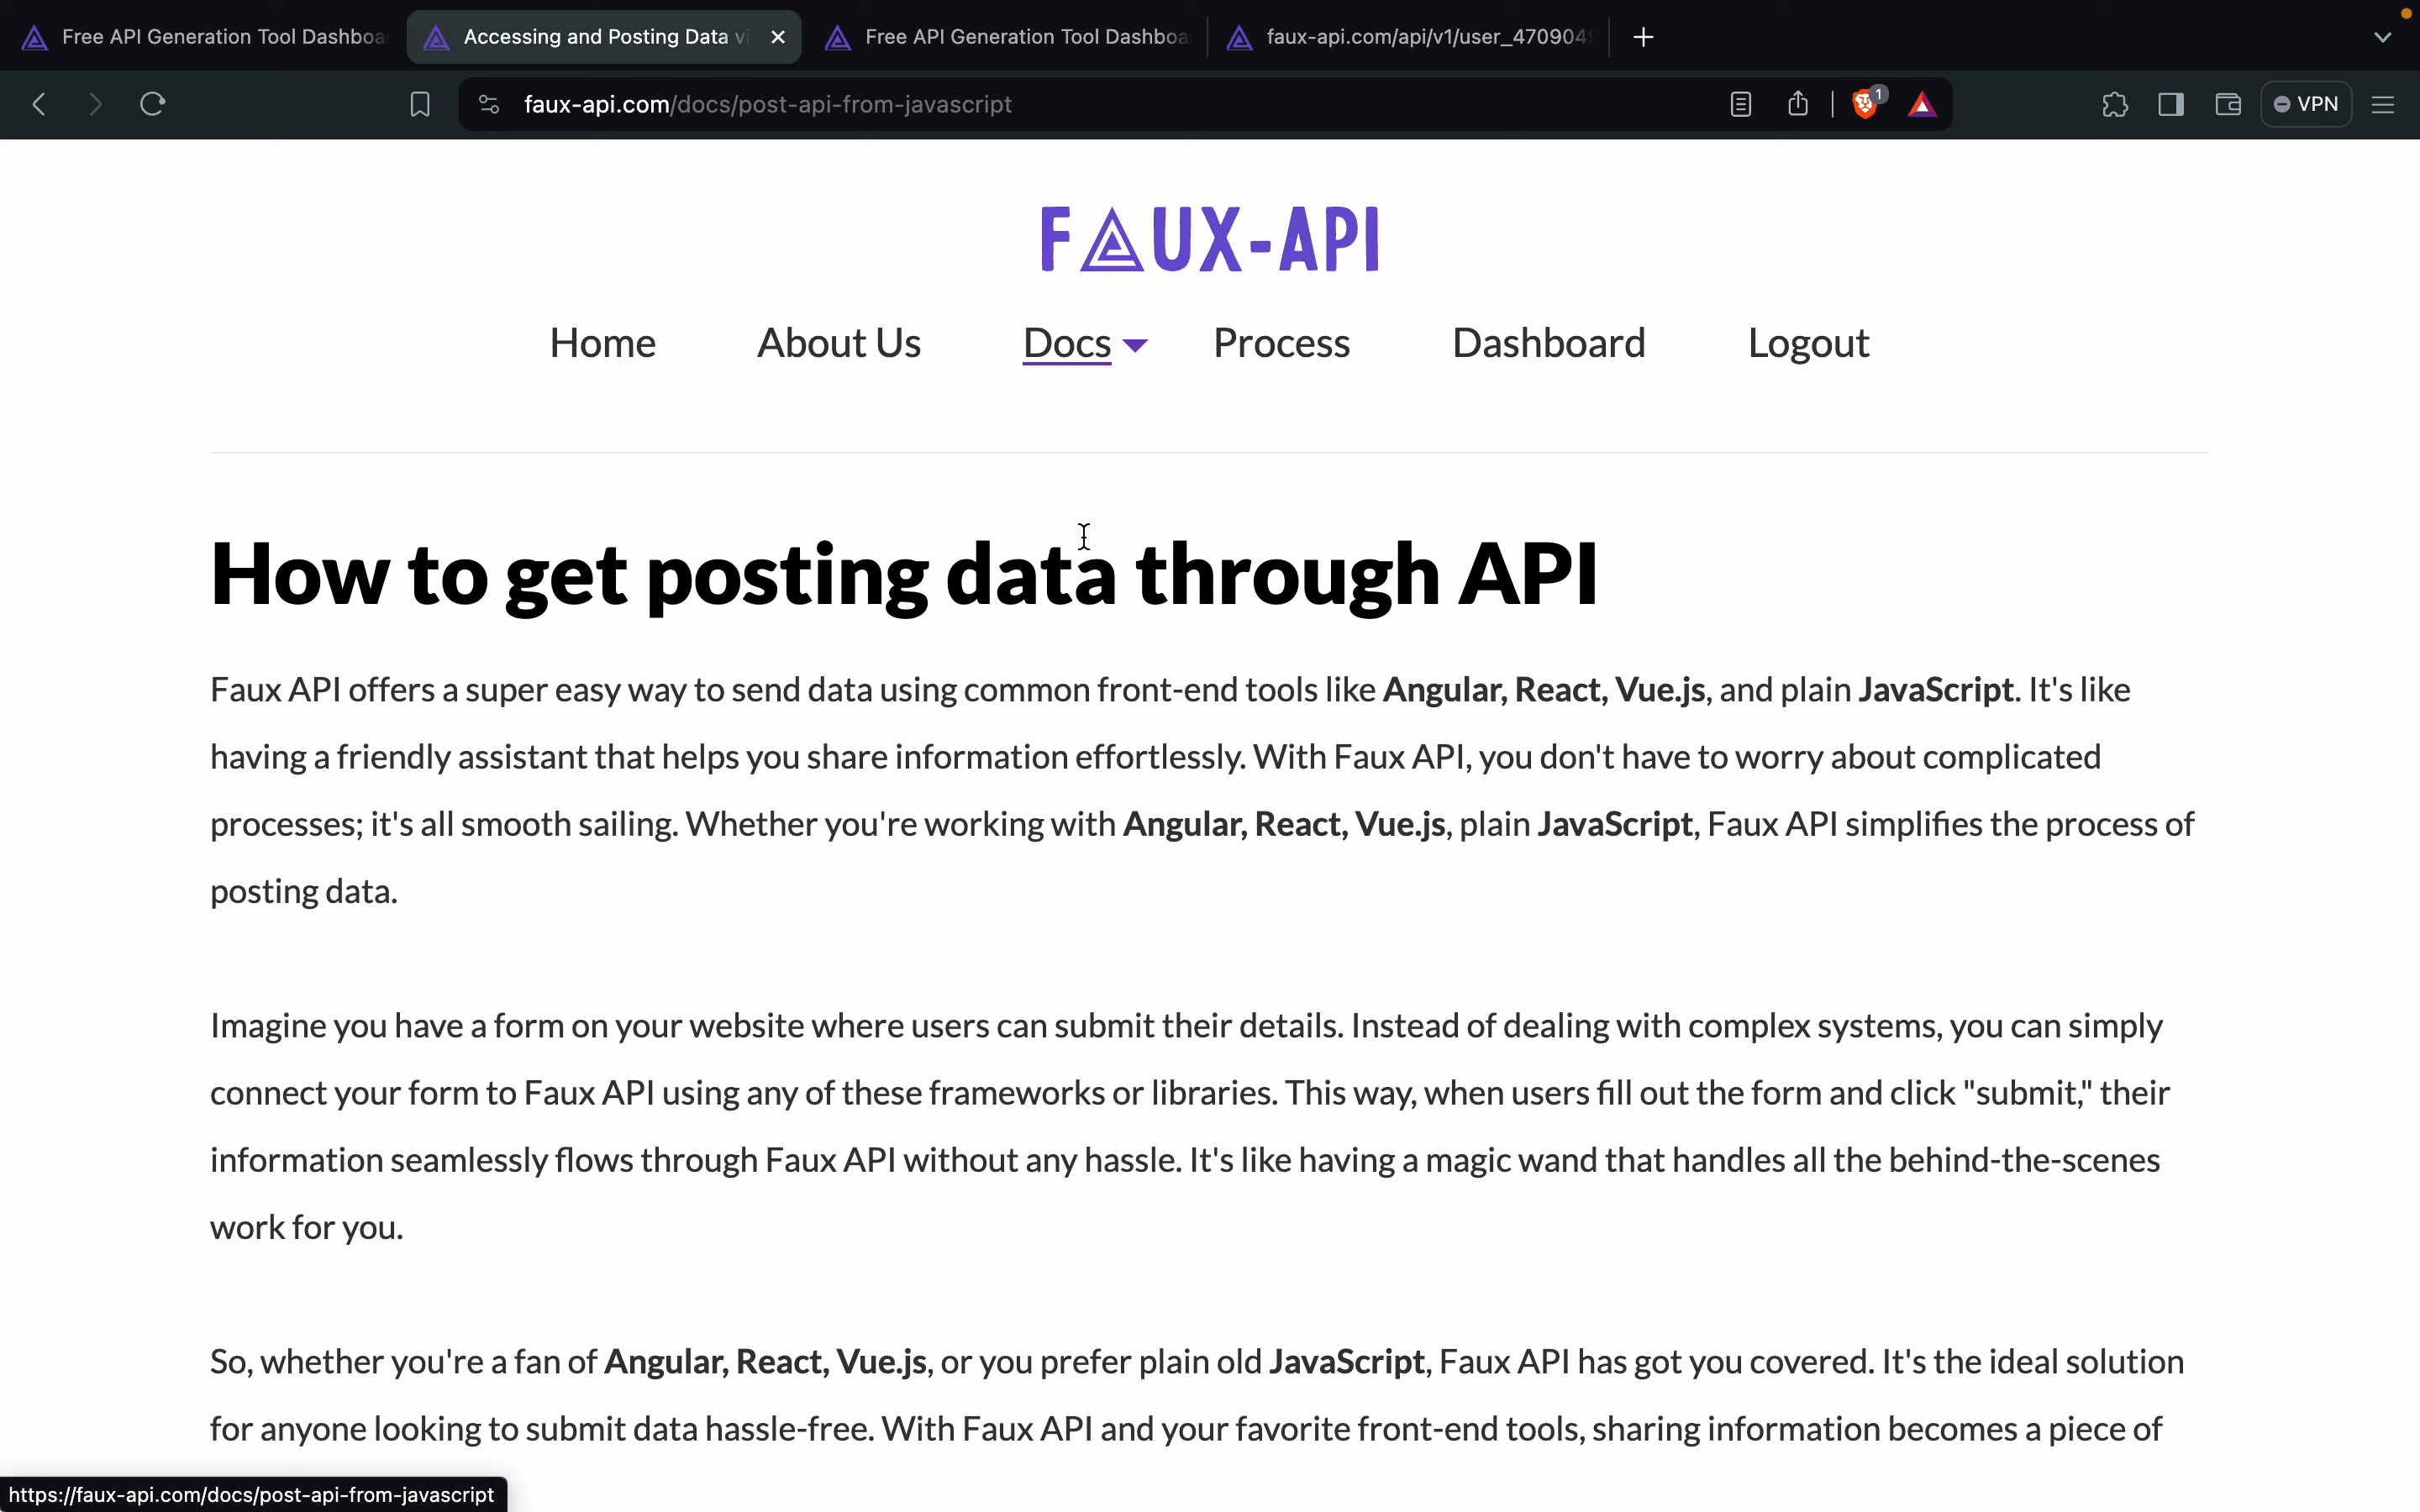 Free API Generation Tool Dashboa
Accessing and Posting Data vi
Free API Generation Tool Dashboa
faux-api.com/api/v1/user_470904
faux-api.com/docs/post-api-from-javascript
1
VPN
FAUX-API
Home
About Us
Docs
Process
Dashboard
Logout
How to get posting data through API
Faux API offers a super easy way to send data using common front-end tools like Angular, React, Vue.js, and plain JavaScript. It's like
having a friendly assistant that helps you share information effortlessly. With Faux API, you don't have to worry about complicated
processes; it's all smooth sailing. Whether you're working with Angular, React, Vue.js, plain JavaScript, Faux API simplifies the process of
posting data.
Imagine you have a form on your website where users can submit their details. Instead of dealing with complex systems, you can simply
connect your form to Faux API using any of these frameworks or libraries. This way, when users fill out the form and click "submit," their
information seamlessly flows through Faux API without any hassle. It's like having a magic wand that handles all the behind-the-scenes
work for you.
So, whether you're a fan of Angular, React, Vue.js, or you prefer plain old JavaScript, Faux API has got you covered. It's the ideal solution
for anyone looking to submit data hassle-free. With Faux API and your favorite front-end tools, sharing information becomes a piece of
https://faux-api.com/docs/post-api-from-javascript